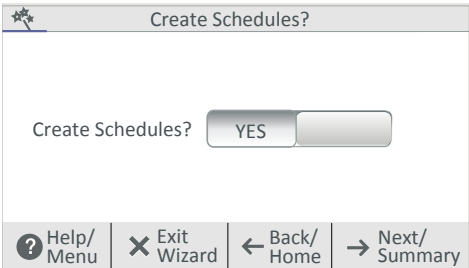 Create Schedules?
Create Schedules? YES
? Help/
Menu
Exit
Wizard
Back/
Home
Next/
Summary